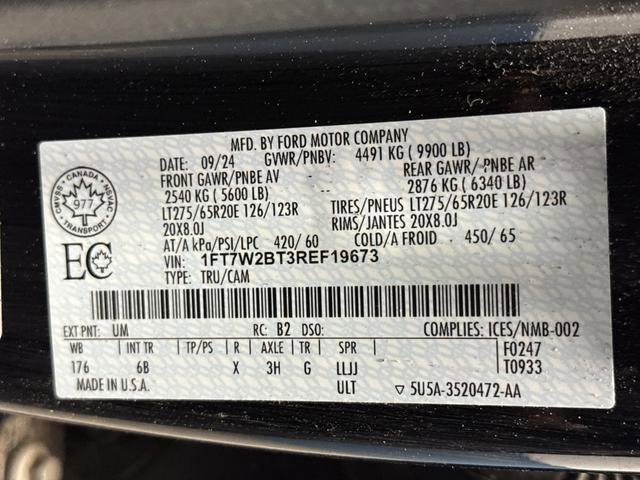 MFD. BY FORD MOTOR COMPANY
DATE: 09/24 GVWR/PNBV: 4491 KG ( 9900 LB)
FRONT GAWR/PNBE AV REAR GAWR/ PNBE AR
2540 KG ( 5600 LB) 2876 KG ( 6340 LB)
LT275/65R20E 126/123R TIRES/PNEUS LT275/65R20E 126/123R
20X8.0J RIMS/JANTES 20X8.0J
AT/A kPa/PSI/LPC 420/ 60 COLD/A FROID 450/ 65
VIN: 1FT7W2BT3REF19673
TYPE: TRU/CAM
CANADA
CMVSS NSVAC
977
TRANSPORT
EC
EXT PNT: UM RC: B2 DSO: COMPLIES: ICES/NMB-002
WB INT TR TP/PS R AXLE TR SPR F0247
176 6B X 3H G LLJJ T0933
MADE IN U.S.A. ULT ▽ 5U5A-3520472-AA